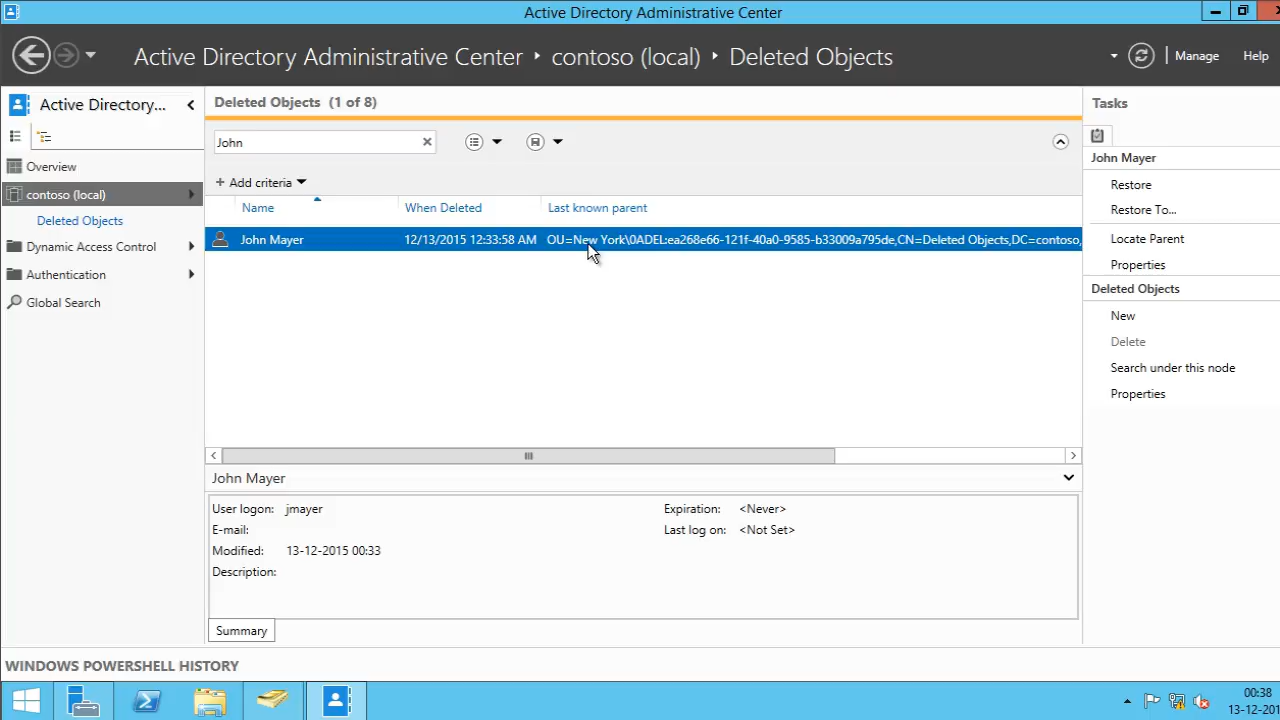 Active Directory Administrative Center
Active Directory Administrative Center • contoso (local) • Deleted Objects
Manage
Help
Active Directory...
Overview
contoso (local)
Deleted Objects
Dynamic Access Control
Authentication
Global Search
Deleted Objects (1 of 8)
John
+ Add criteria
Name
When Deleted
Last known parent
John Mayer
12/13/2015 12:33:58 AM
OU=New York\0ADEL:ea268e66-121f-40a0-9585-b33009a795de,CN=Deleted Objects,DC=contoso,
John Mayer
User logon: jmayer
E-mail:
Modified: 13-12-2015 00:33
Description:
Expiration: <Never>
Last log on: <Not Set>
Summary
Tasks
John Mayer
Restore
Restore To...
Locate Parent
Properties
Deleted Objects
New
Delete
Search under this node
Properties
WINDOWS POWERSHELL HISTORY
00:38
13-12-201